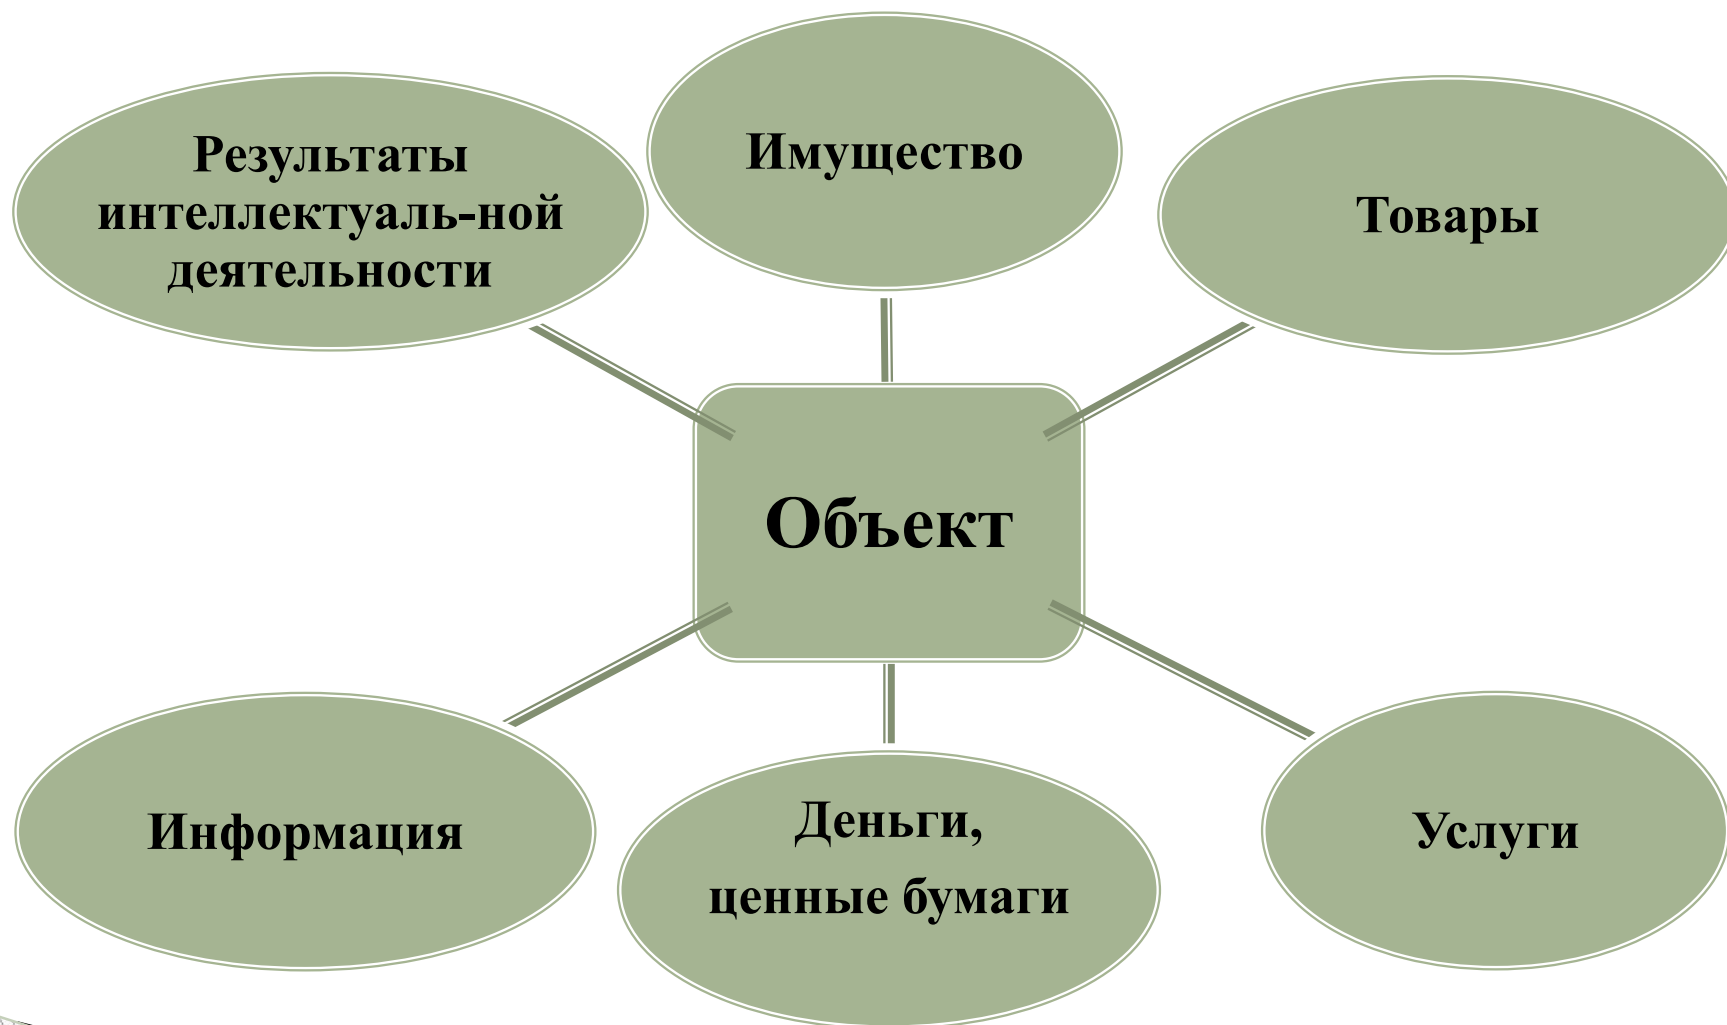 Результаты
интеллектуаль-ной
деятельности
Имущество
Товары
Объект
Информация
Деньги,
ценные бумаги
Услуги